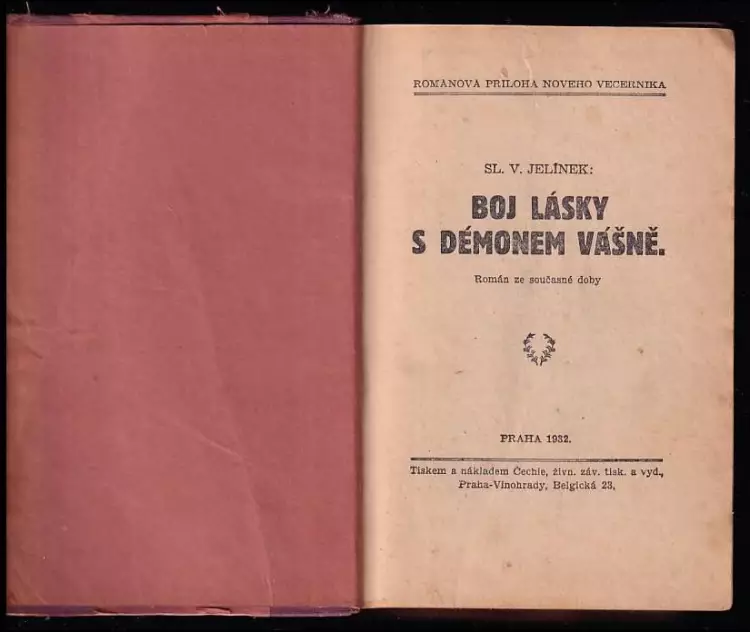 ROMÁNOVÁ PŘÍLOHA NOVÉHO VEČERNÍKA
SL. V. JELÍNEK:
BOJ LÁSKY
S DÉMONEM VÁŠNĚ.
Román ze současné doby
PRAHA 1932.
Tiskem a nákladem Čechie, živn. záv. tisk. a vyd.,
Praha-Vinohrady, Belgická 23.